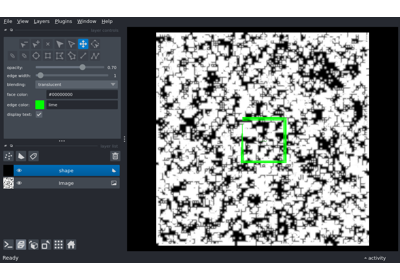 File View Layers Plugins Window Help
layer controls
opacity: 0.70
edge width: 1
blending: translucent
face color: #00000000
edge color: lime
display text:
layer list
shape
image
Ready activity